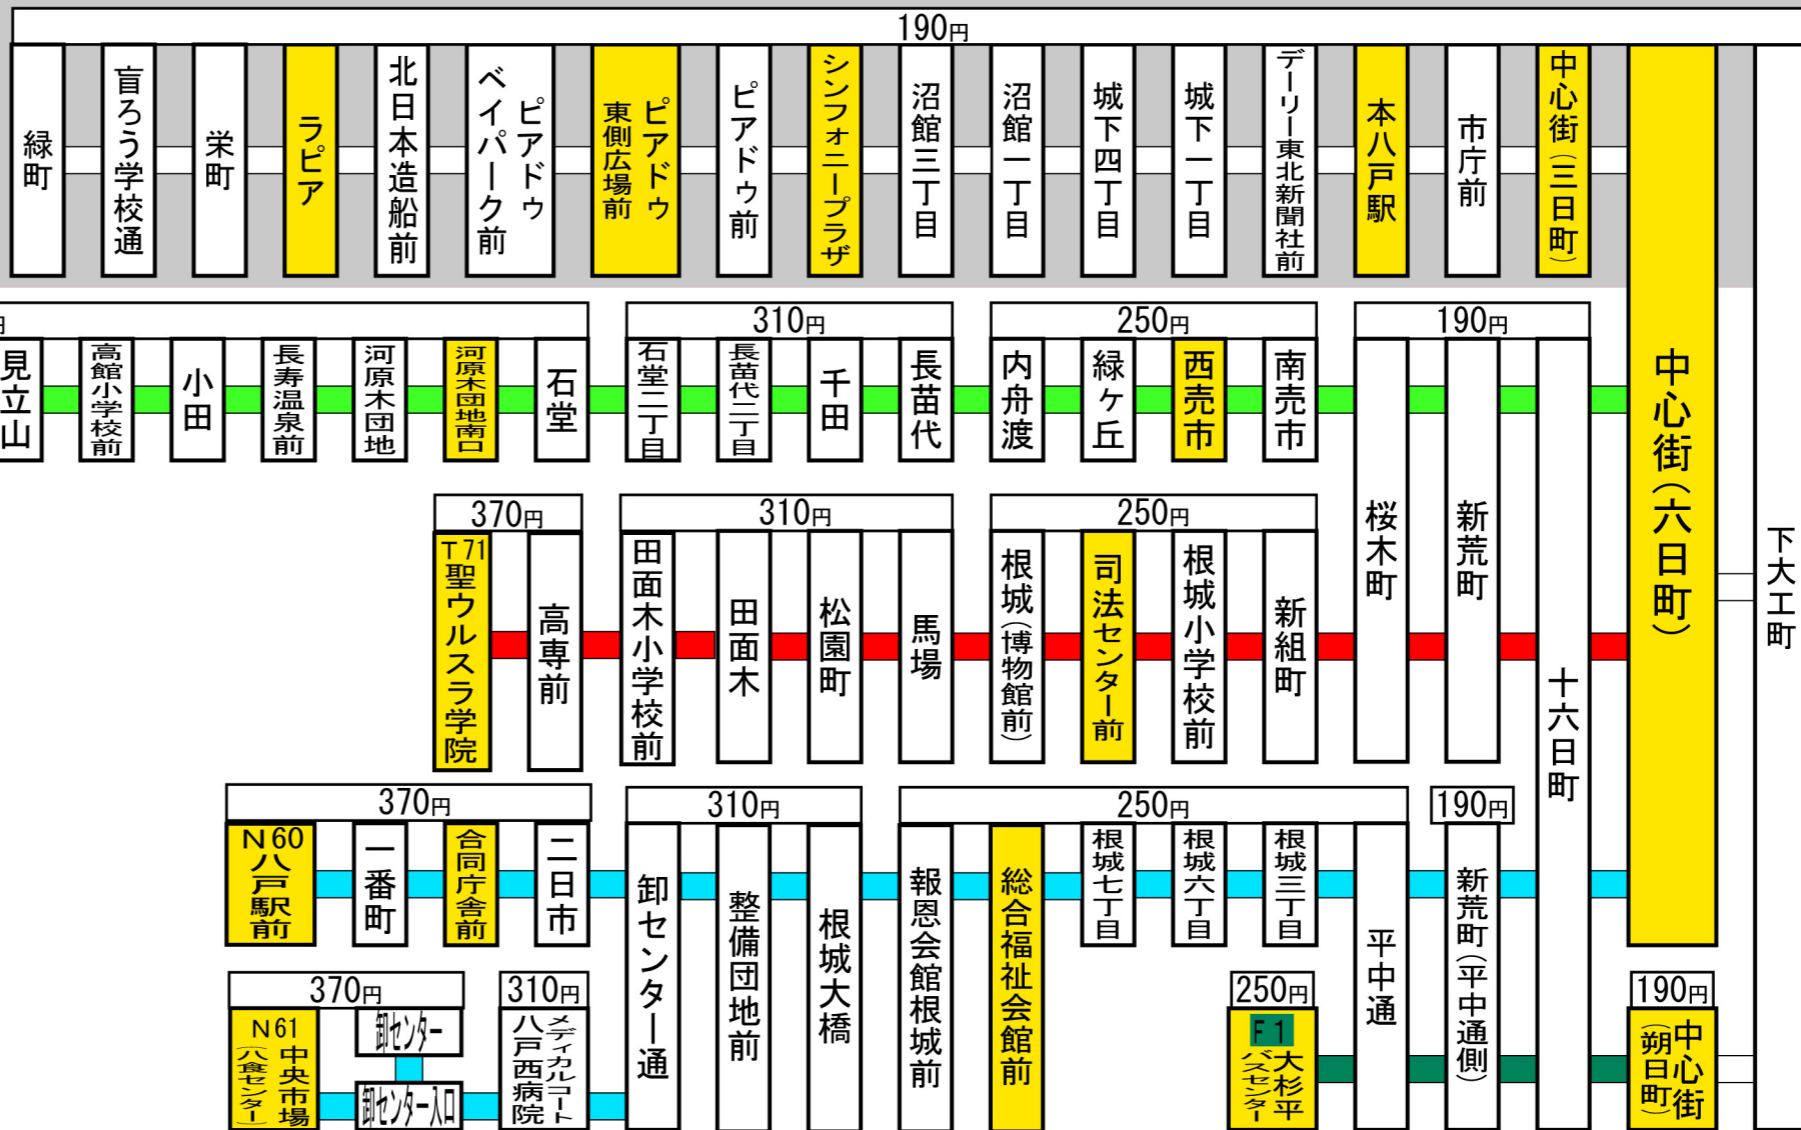 190円
緑町
盲ろう学校通
栄町
ラピア
北日本造船前
ピアドゥ
ベイパーク前
ピアドゥ
東側広場前
ピアドゥ前
シンフォニープラザ
沼館三丁目
沼館一丁目
城下四丁目
城下一丁目
デーリー東北新聞社前
本八戸駅
市庁前
中心街(三日町)
中心街(六日町)
下大工町
円
310円
250円
190円
見立山
高館小学校前
小田
長寿温泉前
河原木団地
河原木団地南口
石堂
石堂二丁目
長苗代二丁目
千田
長苗代
内舟渡
緑ヶ丘
西売市
南売市
桜木町
新荒町
十六日町
370円
310円
250円
T71
聖ウルスラ学院
高専前
田面木小学校前
田面木
松園町
馬場
根城(博物館前)
司法センター前
根城小学校前
新組町
370円
310円
250円
190円
N60
八戸駅前
一番町
合同庁舎前
二日市
卸センター通
整備団地前
根城大橋
報恩会館根城前
総合福祉会館前
根城七丁目
根城六丁目
根城三丁目
平中通
新荒町(平中通側)
370円
310円
250円
190円
N61
中央市場
(八食センター)
卸センター
卸センター入口
メディカルコート
八戸西病院
F1
大杉平
バスセンター
中心街
(朔日町)